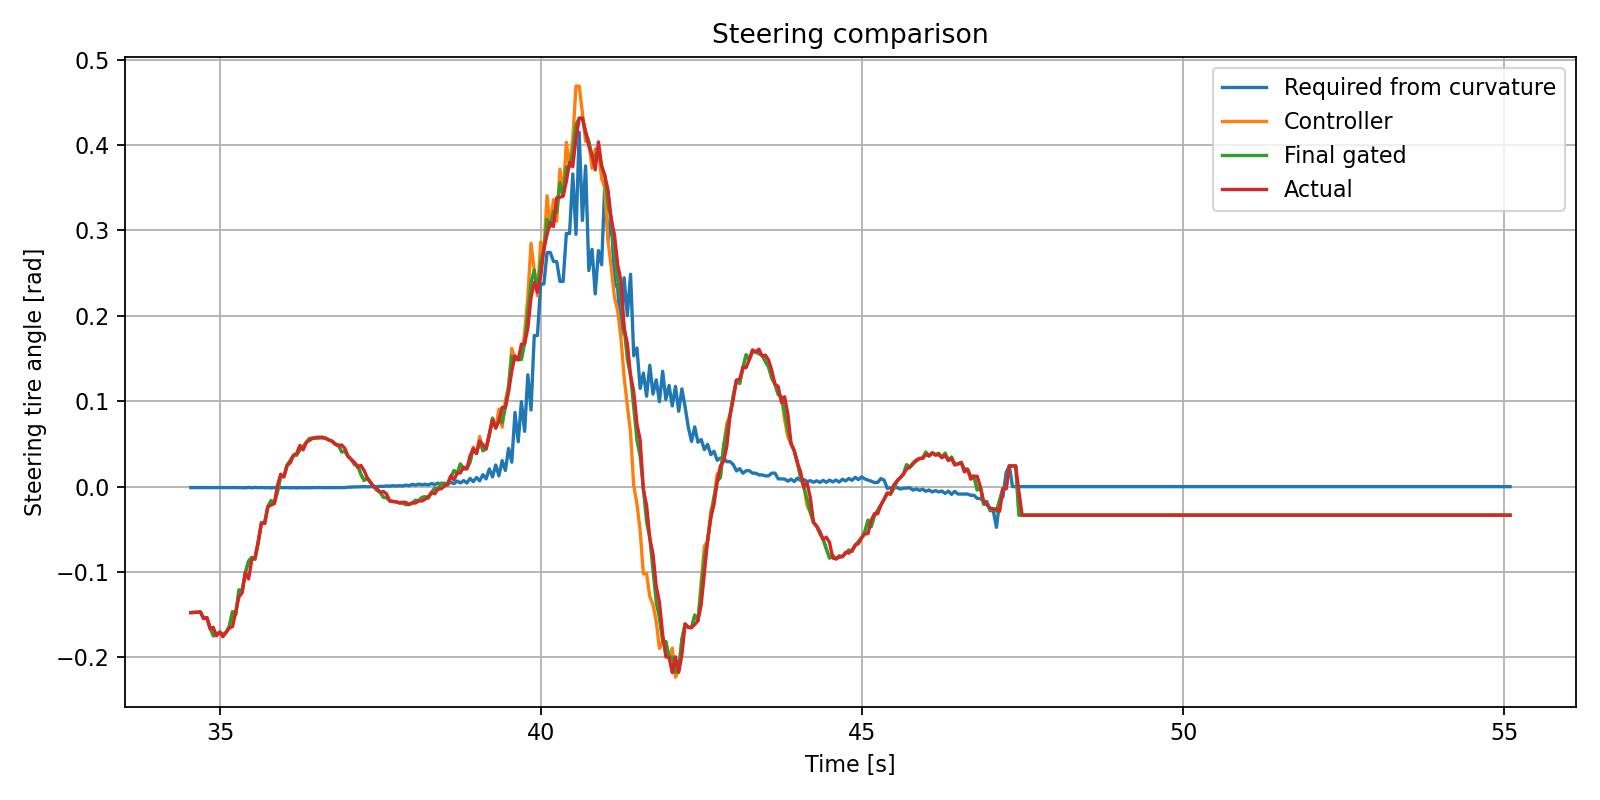 Steering comparison
Required from curvature
Controller
Final gated
Actual
Steering tire angle [rad]
0.5
0.4
0.3
0.2
0.1
0.0
−0.1
−0.2
35 40 45 50 55
Time [s]